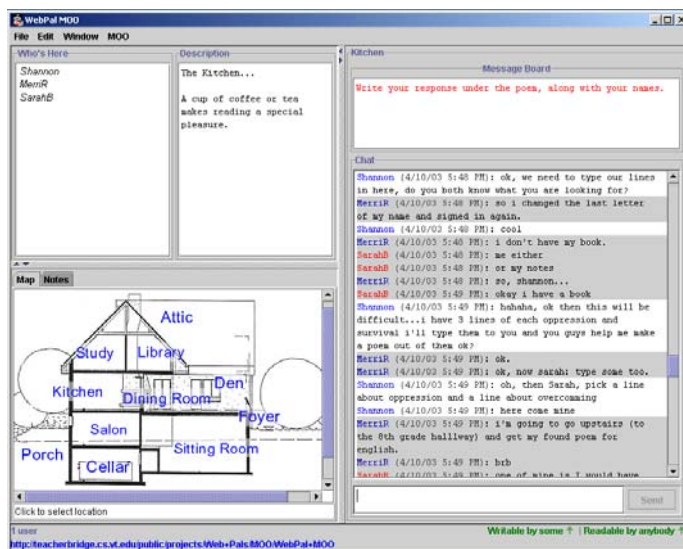 WebPal MOO
File Edit Window MOO
Who's Here
Shannon
MerriR
SarahB
Description
The Kitchen...
A cup of coffee or tea
makes reading a special
pleasure.
Kitchen
Message Board
Write your response under the poem, along with your names.
Chat
Shannon (4/10/03 5:48 PM): ok, we need to type our lines
in here, do you both know what you are looking for?
MerriR (4/10/03 5:48 PM): so i changed the last letter
of my name and signed in again.
Shannon (4/10/03 5:48 PM): cool
MerriR (4/10/03 5:48 PM): i don't have my book.
SarahB (4/10/03 5:48 PM): me either
SarahB (4/10/03 5:48 PM): or my notes
MerriR (4/10/03 5:48 PM): so, shannon...
SarahB (4/10/03 5:49 PM): okay i have a book
Shannon (4/10/03 5:49 PM): hahaha, ok then this will be
difficult...i have 3 lines of each oppression and
survival i'll type them to you and you guys help me make
a poem out of them ok?
MerriR (4/10/03 5:49 PM): ok.
MerriR (4/10/03 5:49 PM): ok, now sarah: type some too.
Shannon (4/10/03 5:49 PM): oh, then Sarah, pick a line
about oppression and a line about overcoming
Shannon (4/10/03 5:49 PM): here come mine
MerriR (4/10/03 5:49 PM): i'm going to go upstairs (to
the 8th grade halllway) and get my found poem for
english.
MerriR (4/10/03 5:49 PM): brb
SarahB (4/10/03 5:49 PM): one of mine is I would have
Send
Map Notes
Attic
Study
Library
Kitchen
Den
Dining Room
Foyer
Salon
Sitting Room
Porch
Cellar
Click to select location
1 user
Writable by some | Readable by anybody
http://teacherbridge.cs.vt.edu/public/projects/Web+Pals/MOO/WebPal+MOO